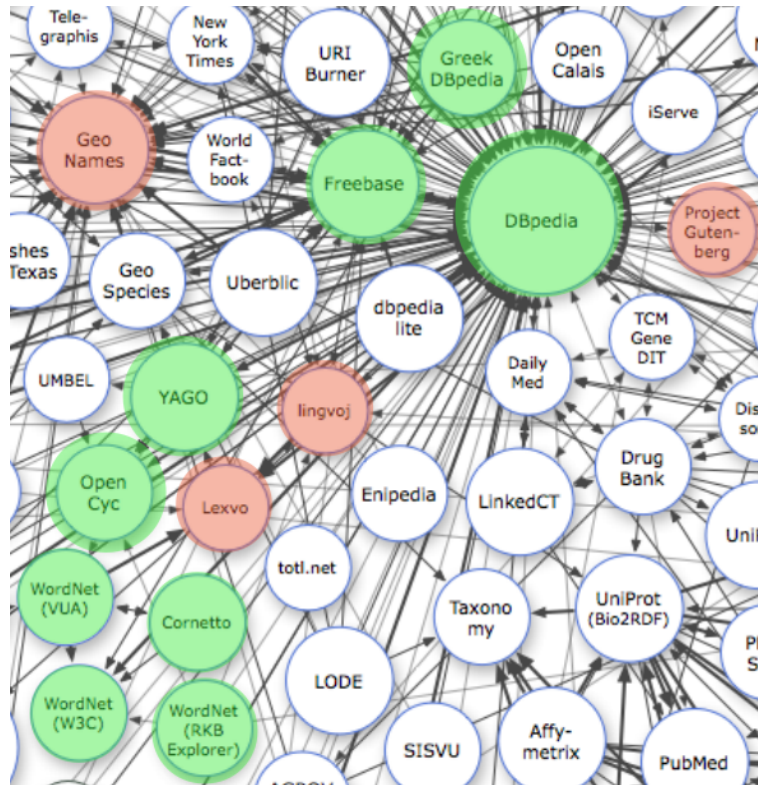 Tele-
graphis
New
York
Times
URI
Burner
Greek
DBpedia
Open
Calais
iServe
Geo
Names
World
Fact-
book
Freebase
DBpedia
Project
Guten-
berg
shes
Texas
Geo
Species
Uberblic
dbpedia
lite
TCM
Gene
DIT
Daily
Med
UMBEL
YAGO
lingvoj
Dis
so
Open
Cyc
Lexvo
Enipedia
LinkedCT
Drug
Bank
Uni
totl.net
WordNet
(VUA)
Cornetto
Taxono
my
UniProt
(Bio2RDF)
P
S
LODE
WordNet
(W3C)
WordNet
(RKB
Explorer)
SISVU
Affy-
metrix
PubMed